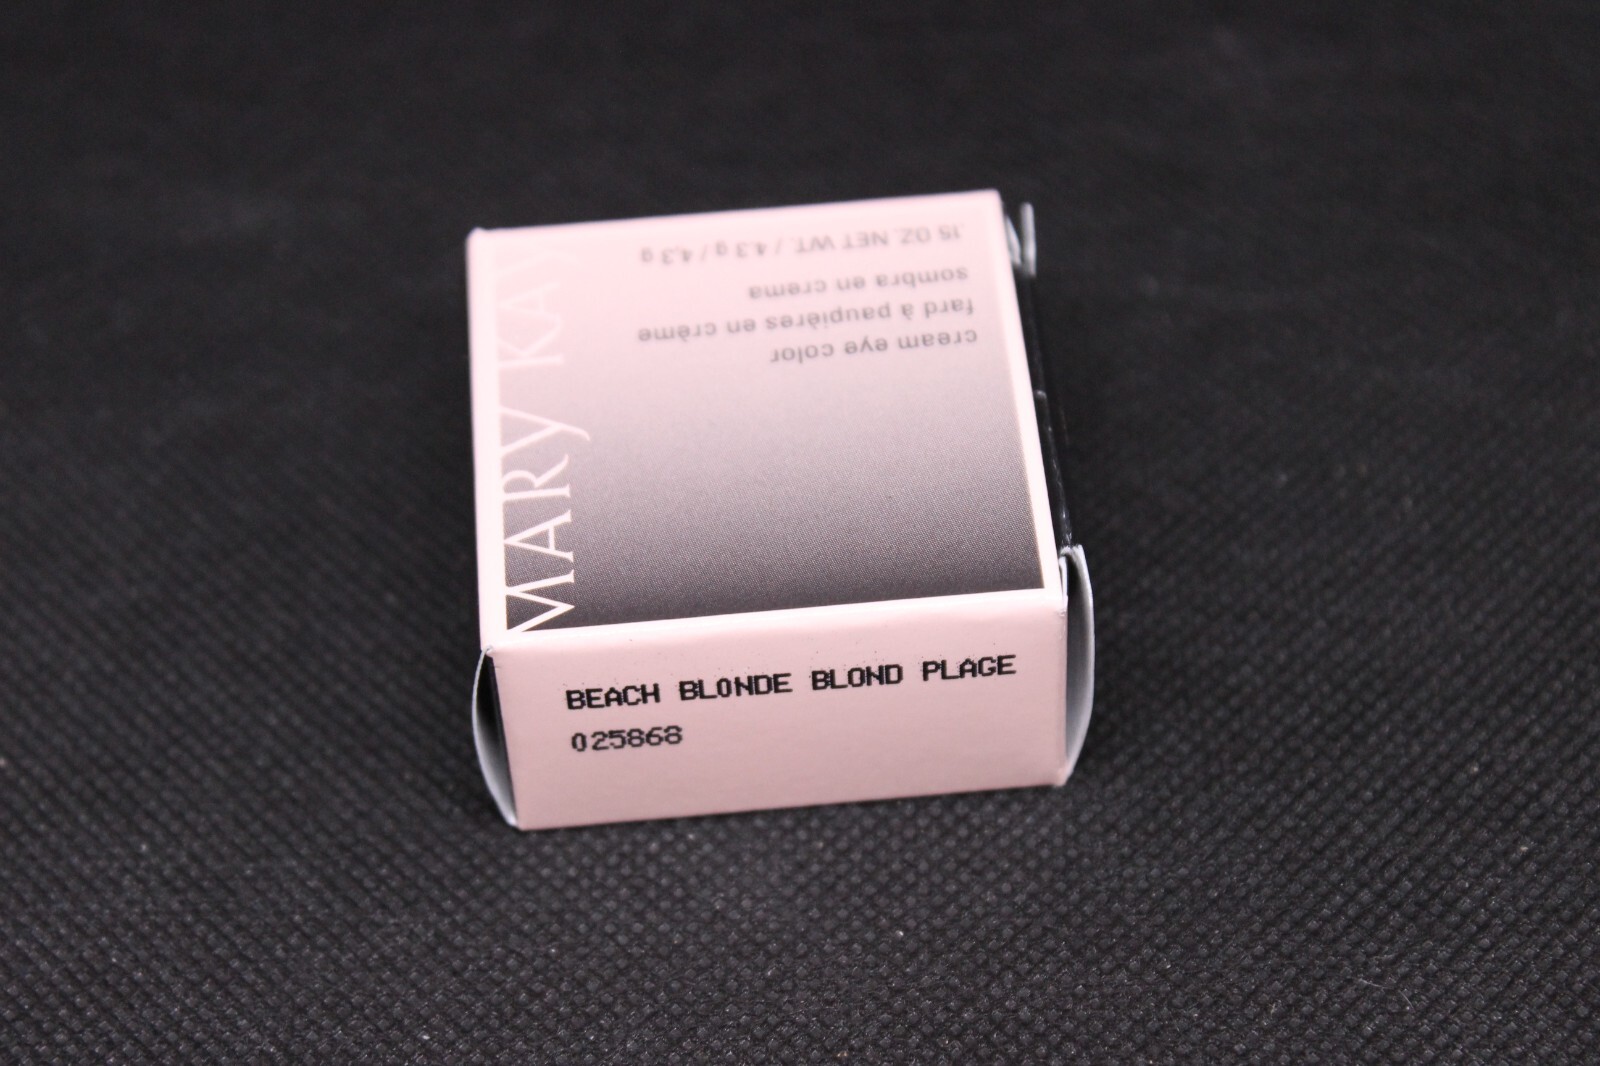 MARY KAY
cream eye color
fard à paupières en crème
sombra en crema
.15 OZ. NET WT. / 4.3 g / 4,3 g
BEACH BLONDE BLOND PLAGE
025868